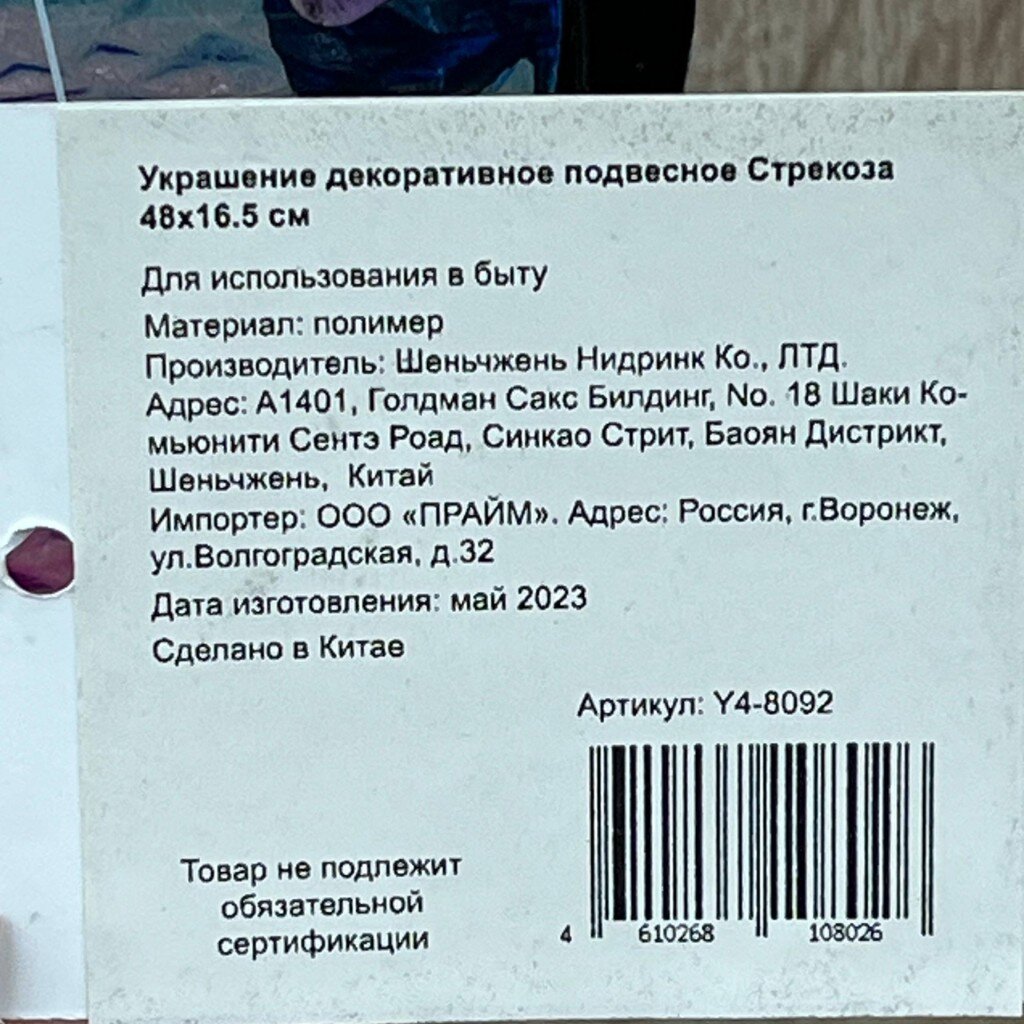 Украшение декоративное подвесное Стрекоза
48x16.5 см
Для использования в быту
Материал: полимер
Производитель: Шеньчжень Нидринк Ко., ЛТД.
Адрес: А1401, Голдман Сакс Билдинг, No. 18 Шаки Ко-
мьюнити Сентэ Роад, Синкао Стрит, Баоян Дистрикт,
Шеньчжень, Китай
Импортер: ООО «ПРАЙМ». Адрес: Россия, г.Воронеж,
ул.Волгоградская, д.32
Дата изготовления: май 2023
Сделано в Китае
Артикул: Y4-8092
Товар не подлежит
обязательной
сертификации
4 610268 108026